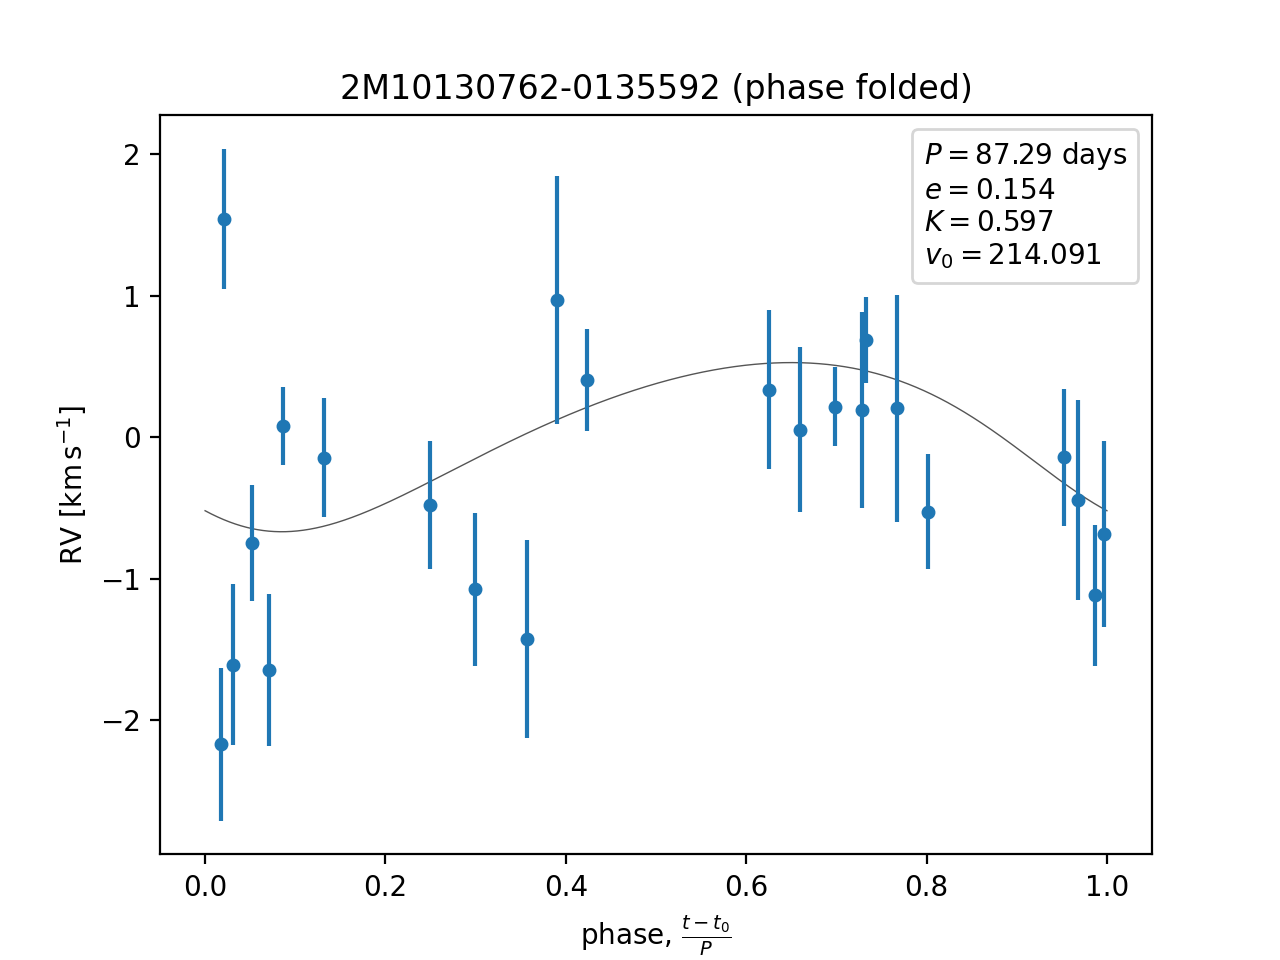 2M10130762-0135592 (phase folded)
P = 87.29 days
e = 0.154
K = 0.597
v₀ = 214.091
2
1
0
−1
−2
RV [km s⁻¹]
0.0 0.2 0.4 0.6 0.8 1.0
phase, (t − t₀)/P